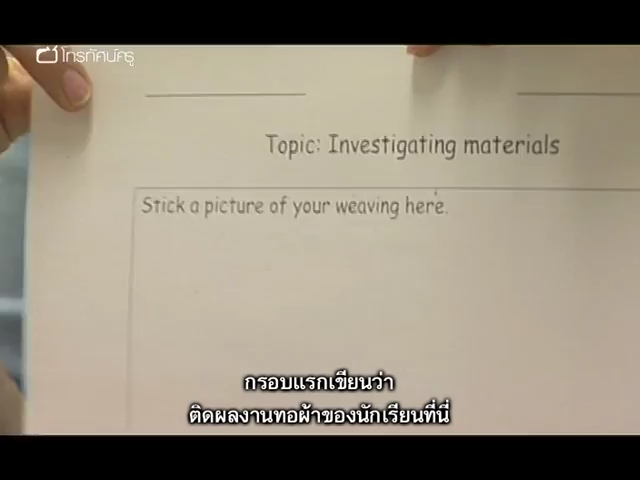 โทรทัศน์ครู
Topic: Investigating materials
Stick a picture of your weaving here.
กรอบแรกเขียนว่า
ติดผลงานทอผ้าของนักเรียนที่นี่